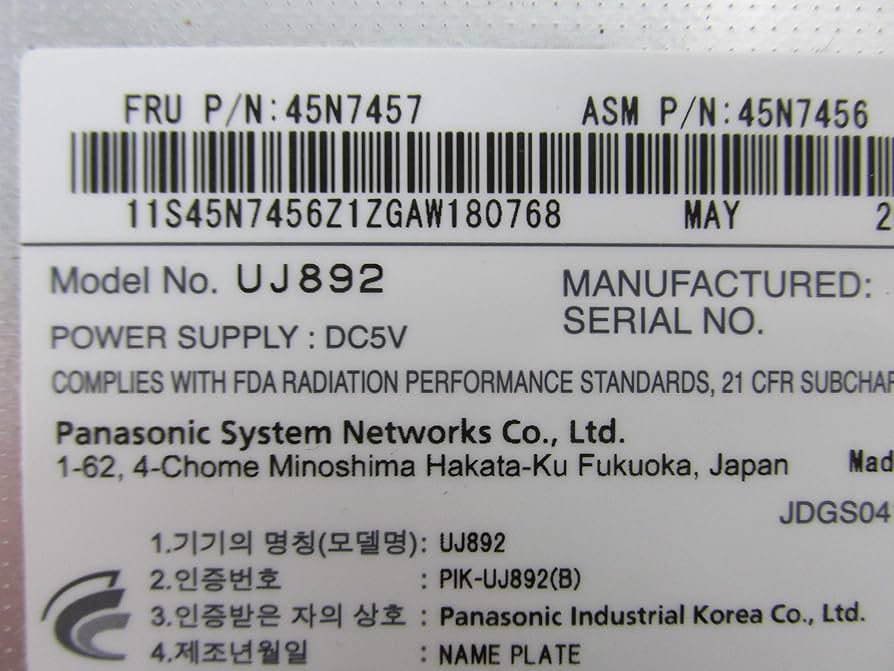 FRU P/N:45N7457 ASM P/N:45N7456
11S45N7456Z1ZGAW180768 MAY 2
Model No. UJ892 MANUFACTURED:
POWER SUPPLY : DC5V SERIAL NO.
COMPLIES WITH FDA RADIATION PERFORMANCE STANDARDS, 21 CFR SUBCHAR
Panasonic System Networks Co., Ltd.
1-62, 4-Chome Minoshima Hakata-Ku Fukuoka, Japan Mad
JDGS04
1.기기의 명칭(모델명): UJ892
2.인증번호 : PIK-UJ892(B)
3.인증받은 자의 상호 : Panasonic Industrial Korea Co., Ltd.
4.제조년월일 : NAME PLATE